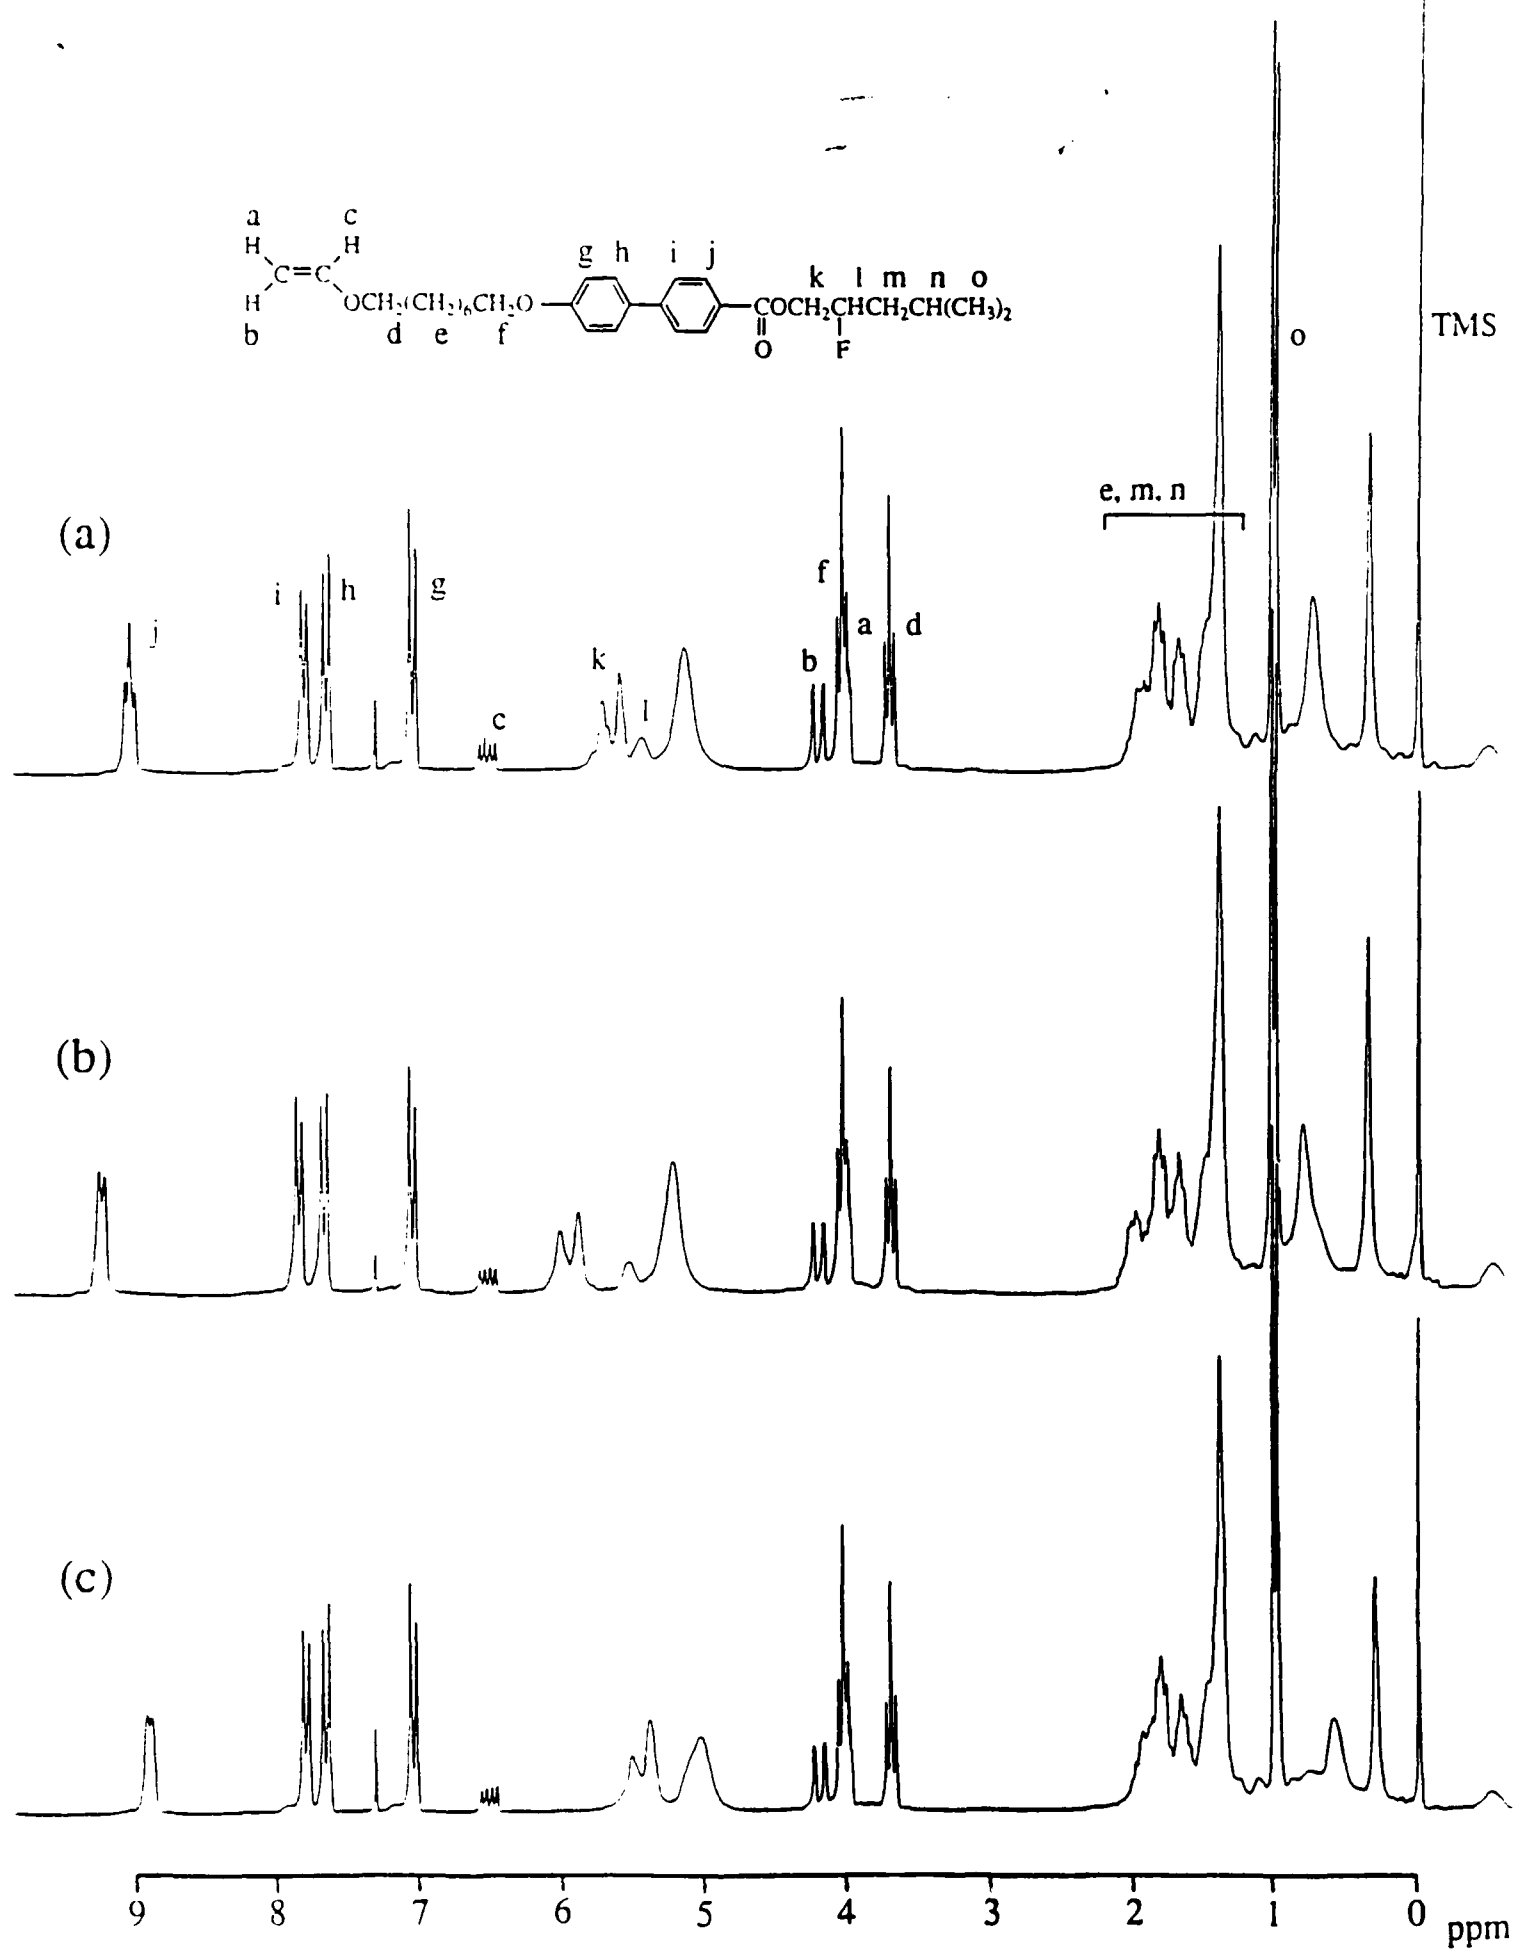 a c
H H
g h i j
C=C
k l m n o
H
OCH₂(CH₂)₆CH₂O
COCH₂CHCH₂CH(CH₃)₂
b d e f
O F
o
TMS
e, m, n
(a)
j i h g k l c b f a d
(b)
(c)
9 8 7 6 5 4 3 2 1 0 ppm